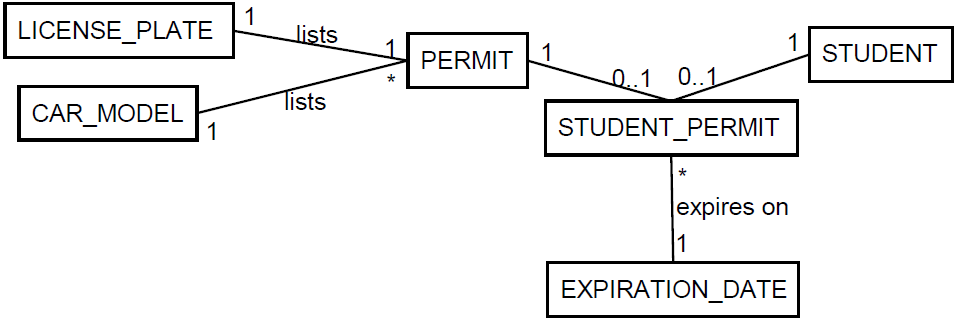 LICENSE_PLATE
1
lists
1
PERMIT
1
1
STUDENT
*
0..1
0..1
CAR_MODEL
1
lists
STUDENT_PERMIT
*
expires on
1
EXPIRATION_DATE